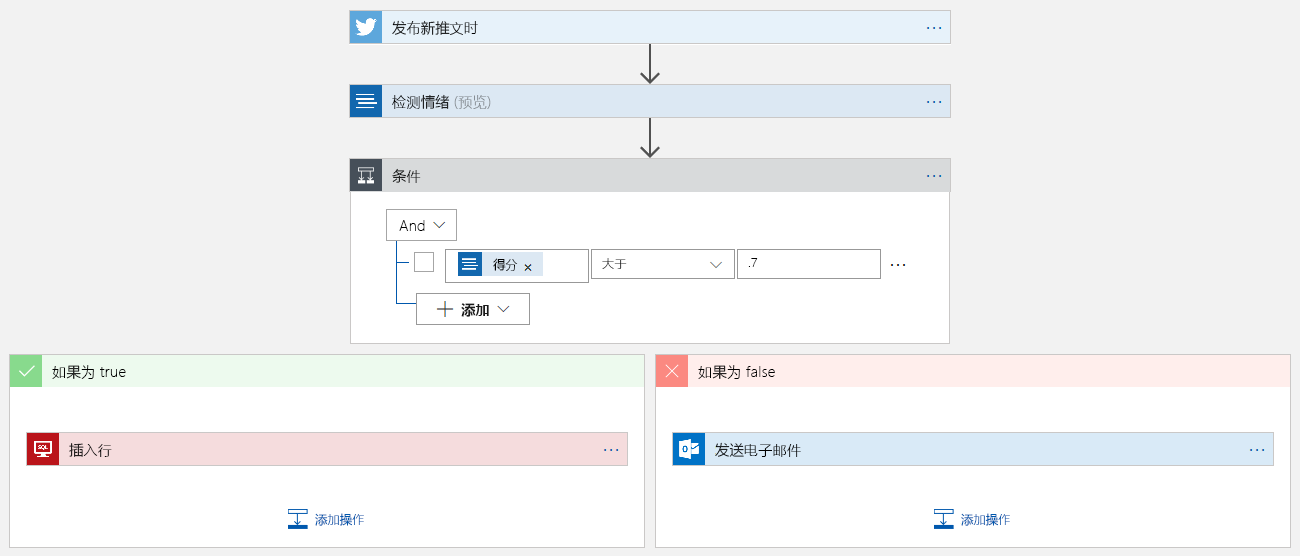 发布新推文时
检测情绪 (预览)
条件
And
得分 大于 .7
添加
如果为 true 如果为 false
SQL 插入行 发送电子邮件
添加操作 添加操作